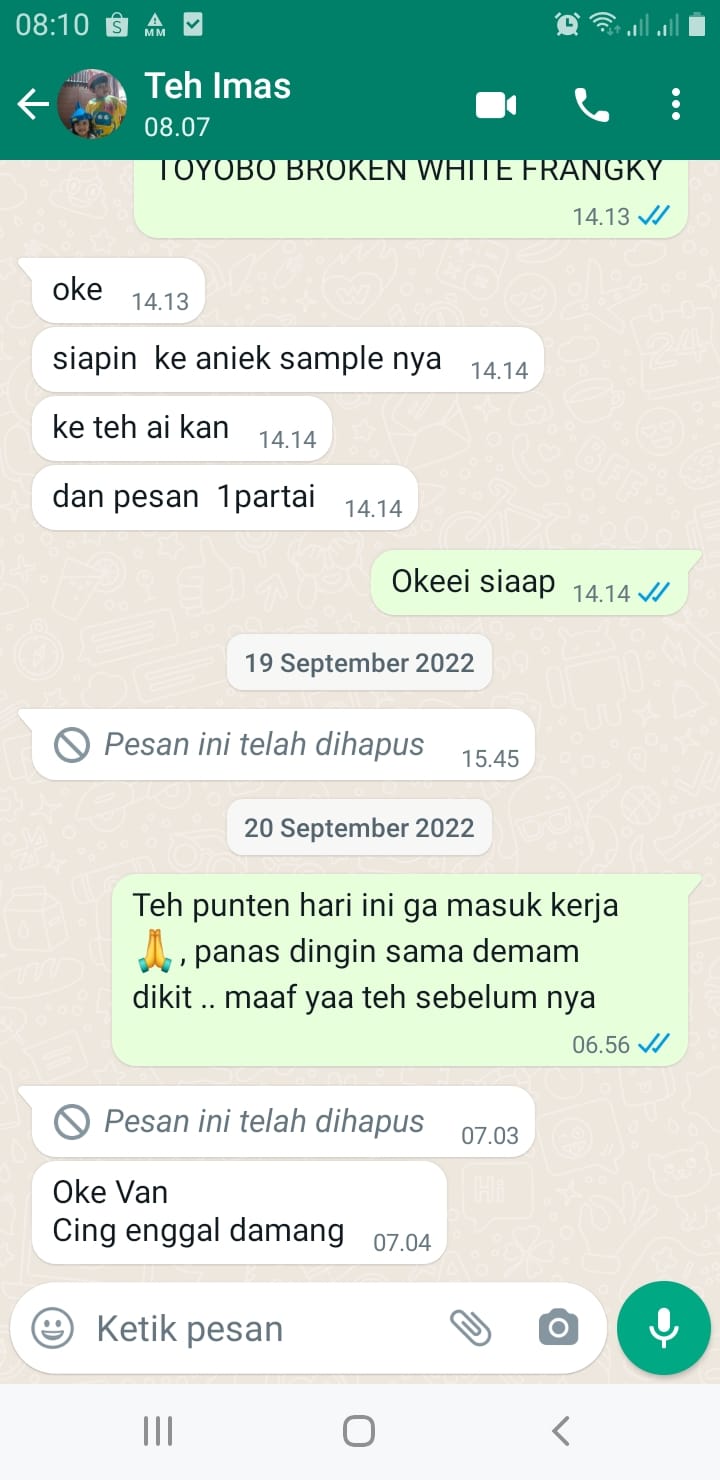 08:10
S
MM
Teh Imas
08.07
TOYOBO BROKEN WHITE FRANGKY
14.13
oke 14.13
siapin ke aniek sample nya 14.14
ke teh ai kan 14.14
dan pesan 1partai 14.14
Okeei siaap 14.14
19 September 2022
Pesan ini telah dihapus 15.45
20 September 2022
Teh punten hari ini ga masuk kerja
🙏, panas dingin sama demam
dikit .. maaf yaa teh sebelum nya
06.56
Pesan ini telah dihapus 07.03
Oke Van
Cing enggal damang 07.04
Ketik pesan